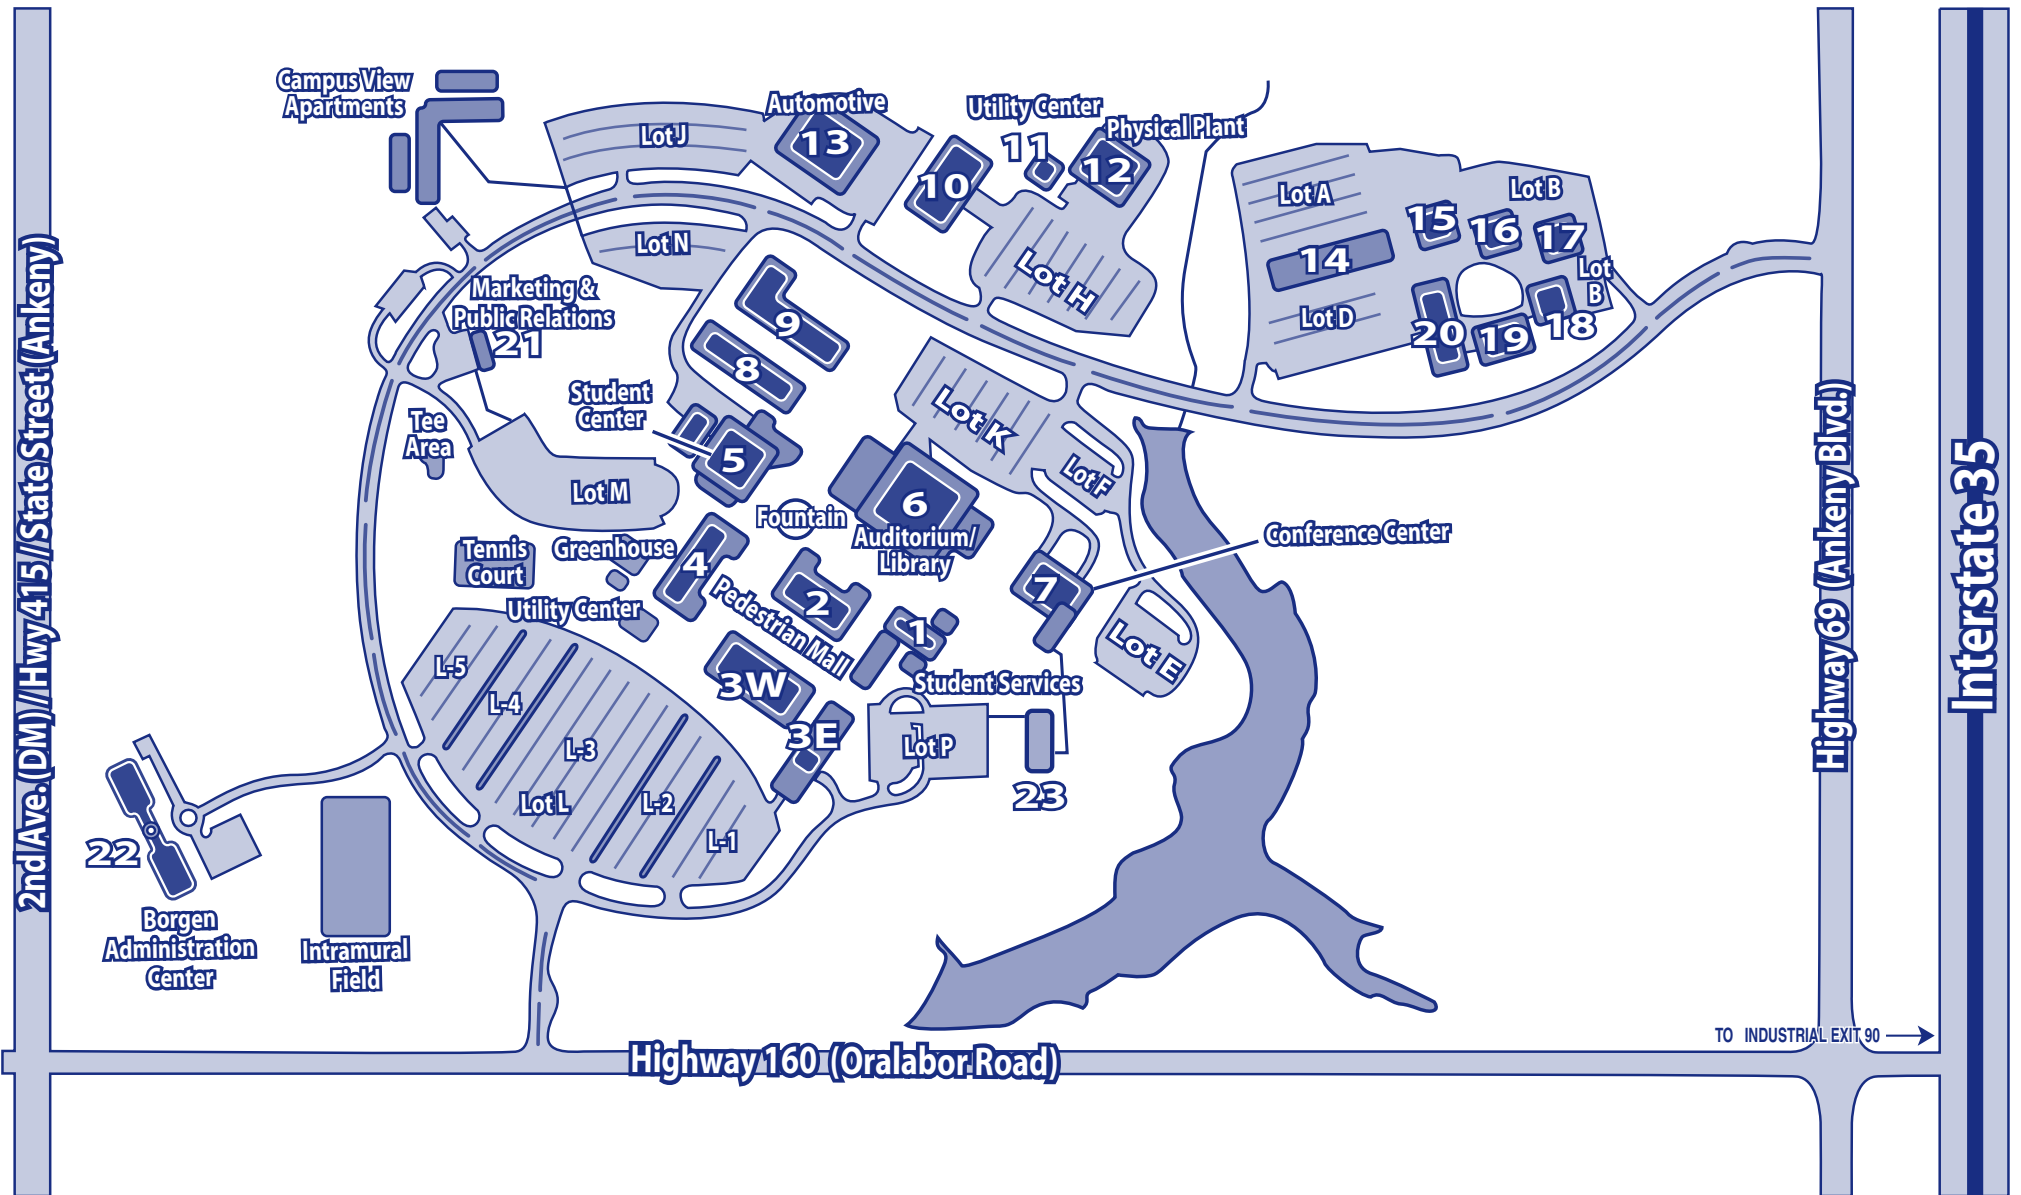 Campus View
Apartments
Lot J
Automotive
13
Utility Center
11
Physical Plant
12
10
Lot A
Lot B
15
16
17
14
Lot
B
Lot D
20
19
18
Lot N
Lot H
Marketing &
Public Relations
21
9
8
Student
Center
5
Tee
Area
Lot K
Lot F
Lot M
Fountain
6
Auditorium/
Library
Conference Center
Tennis
Court
Greenhouse
4
Pedestrian Mall
2
7
Utility Center
1
Lot E
L-5
L-4
L-3
Lot L
L-2
L-1
3W
3E
Student Services
Lot P
23
22
Borgen
Administration
Center
Intramural
Field
2nd Ave. (DM) / Hwy 415 / State Street (Ankeny)
Highway 69 (Ankeny Blvd.)
Interstate 35
TO INDUSTRIAL EXIT 90
Highway 160 (Oralabor Road)